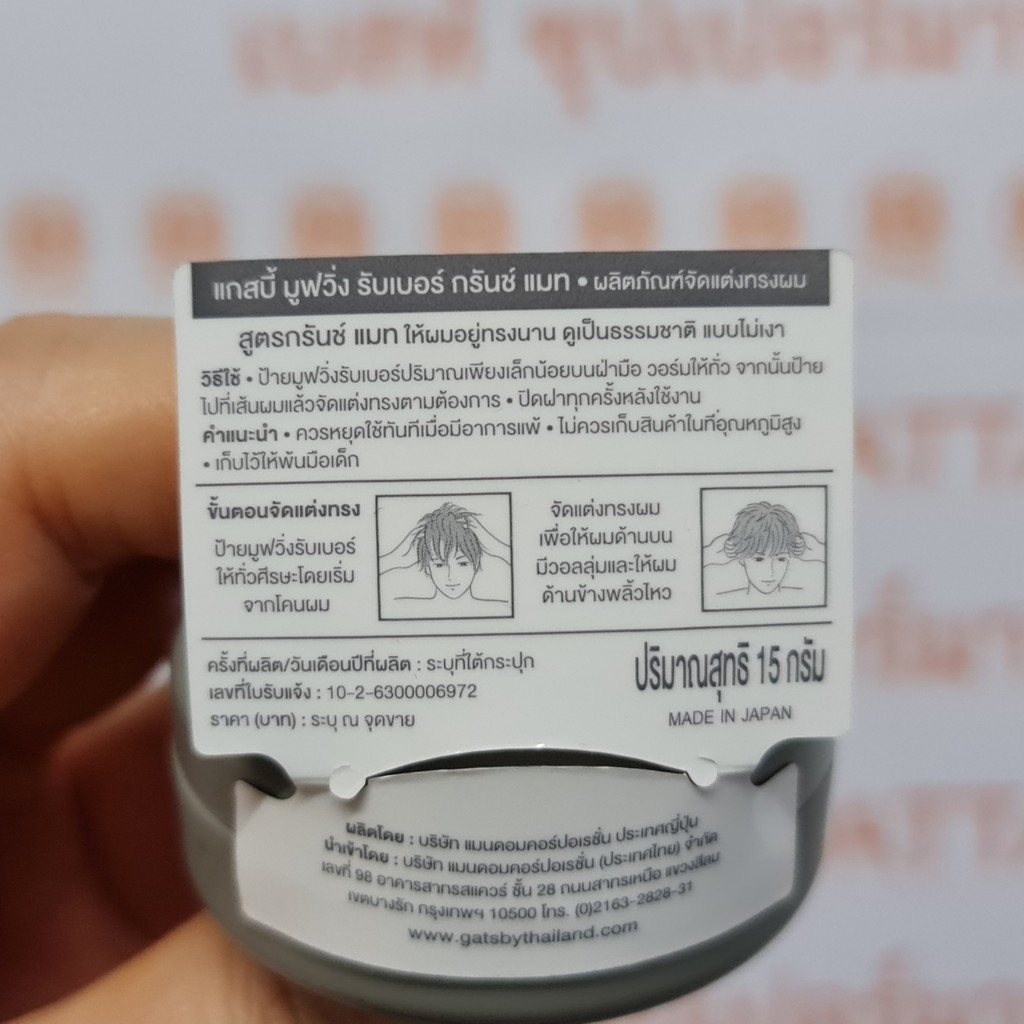 แกสบี้ มูฟวิ่ง รับเบอร์ กรันช์ แมท • ผลิตภัณฑ์จัดแต่งทรงผม
สูตรกรันช์ แมท ให้ผมอยู่ทรงนาน ดูเป็นธรรมชาติ แบบไม่เงา
วิธีใช้ • ป้ายมูฟวิ่งรับเบอร์ปริมาณเพียงเล็กน้อยบนฝ่ามือ วอร์มให้ทั่ว จากนั้นป้าย
ไปที่เส้นผมแล้วจัดแต่งทรงตามต้องการ • ปิดฝาทุกครั้งหลังใช้งาน
คำแนะนำ • ควรหยุดใช้ทันทีเมื่อมีอาการแพ้ • ไม่ควรเก็บสินค้าในที่อุณหภูมิสูง
• เก็บไว้ให้พ้นมือเด็ก
ขั้นตอนจัดแต่งทรง
ป้ายมูฟวิ่งรับเบอร์
ให้ทั่วศีรษะโดยเริ่ม
จากโคนผม
จัดแต่งทรงผม
เพื่อให้ผมด้านบน
มีวอลลุ่มและให้ผม
ด้านข้างพลิ้วไหว
ครั้งที่ผลิต/วันเดือนปีที่ผลิต : ระบุที่ใต้กระปุก
เลขที่ใบรับแจ้ง : 10-2-6300006972
ราคา (บาท) : ระบุ ณ จุดขาย
ปริมาณสุทธิ 15 กรัม
MADE IN JAPAN
ผลิตโดย : บริษัท แมนดอมคอร์ปอเรชั่น ประเทศญี่ปุ่น
นำเข้าโดย : บริษัท แมนดอมคอร์ปอเรชั่น (ประเทศไทย) จำกัด
เลขที่ 98 อาคารสาทรสแควร์ ชั้น 28 ถนนสาทรเหนือ แขวงสีลม
เขตบางรัก กรุงเทพฯ 10500 โทร. (0)2163-2828-31
www.gatsbythailand.com